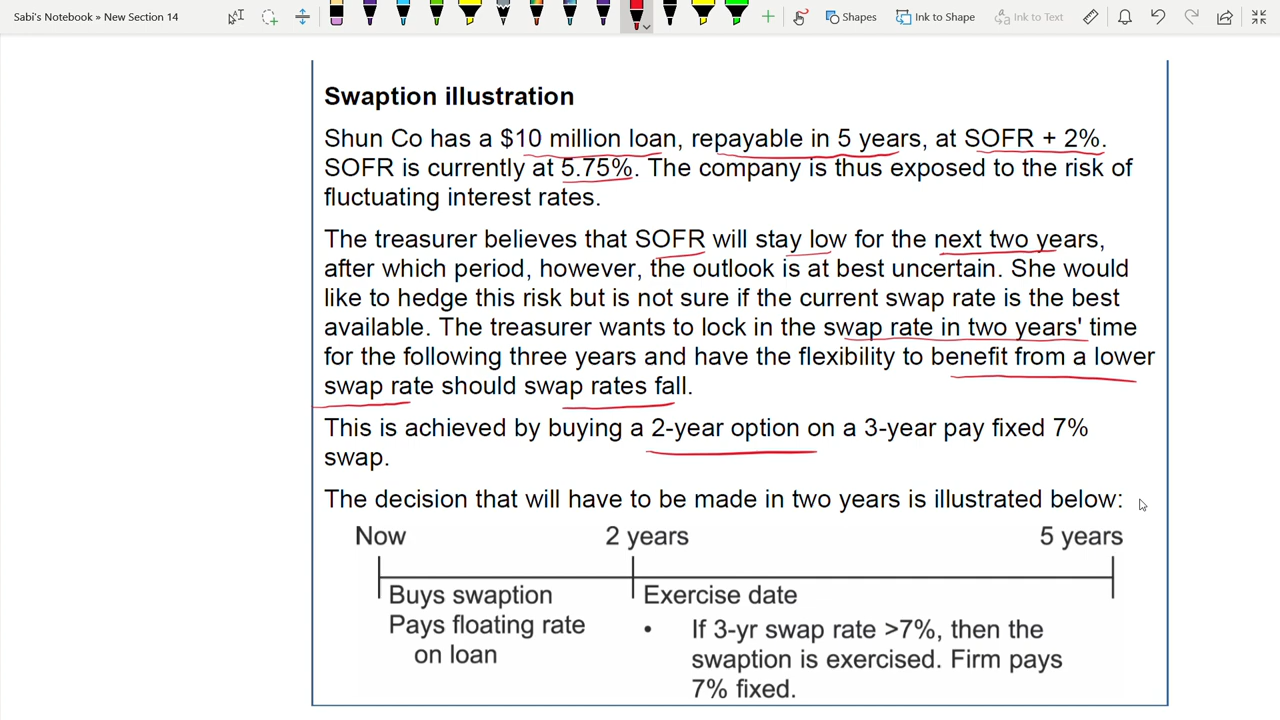 Sabi's Notebook » New Section 14
Shapes
Ink to Shape
Ink to Text
Swaption illustration
Shun Co has a $10 million loan, repayable in 5 years, at SOFR + 2%.
SOFR is currently at 5.75%. The company is thus exposed to the risk of
fluctuating interest rates.
The treasurer believes that SOFR will stay low for the next two years,
after which period, however, the outlook is at best uncertain. She would
like to hedge this risk but is not sure if the current swap rate is the best
available. The treasurer wants to lock in the swap rate in two years' time
for the following three years and have the flexibility to benefit from a lower
swap rate should swap rates fall.
This is achieved by buying a 2-year option on a 3-year pay fixed 7%
swap.
The decision that will have to be made in two years is illustrated below:
Now 2 years 5 years
Buys swaption
Pays floating rate
on loan
Exercise date
• If 3-yr swap rate >7%, then the
swaption is exercised. Firm pays
7% fixed.